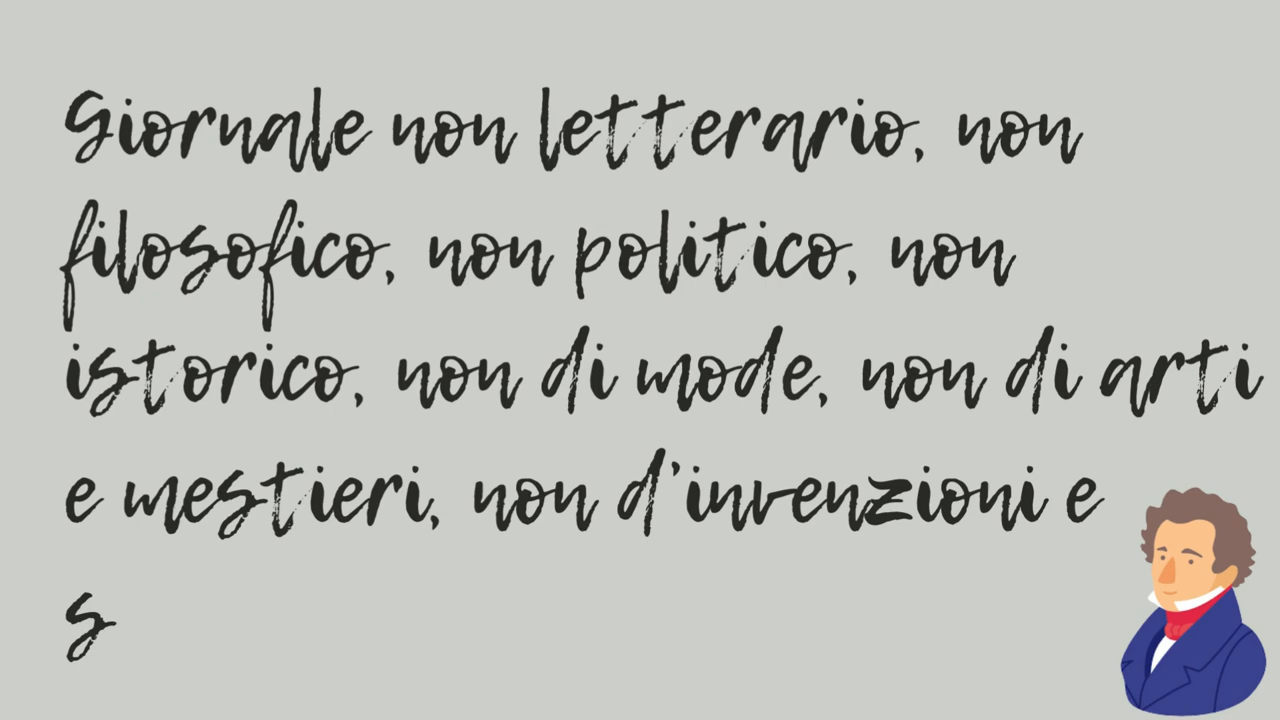 Giornale non letterario, non
filosofico, non politico, non
istorico, non di mode, non di arti
e mestieri, non d'invenzioni e
s